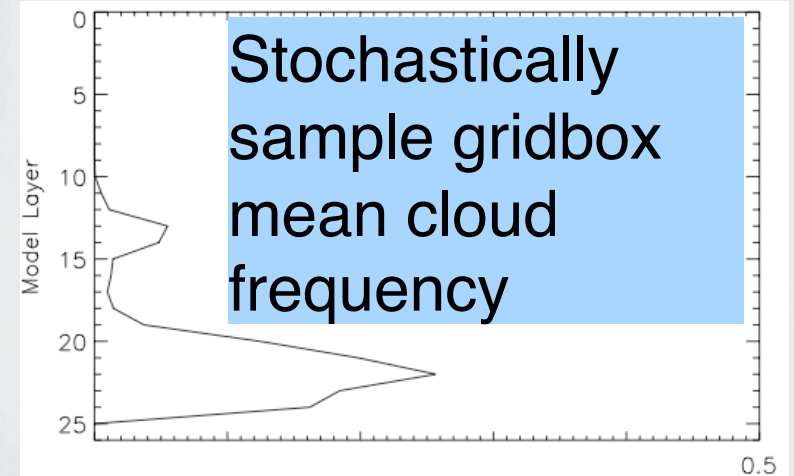 0
Stochastically
5
sample gridbox
10
mean cloud
15
frequency
20
25
Model Layer
0.5